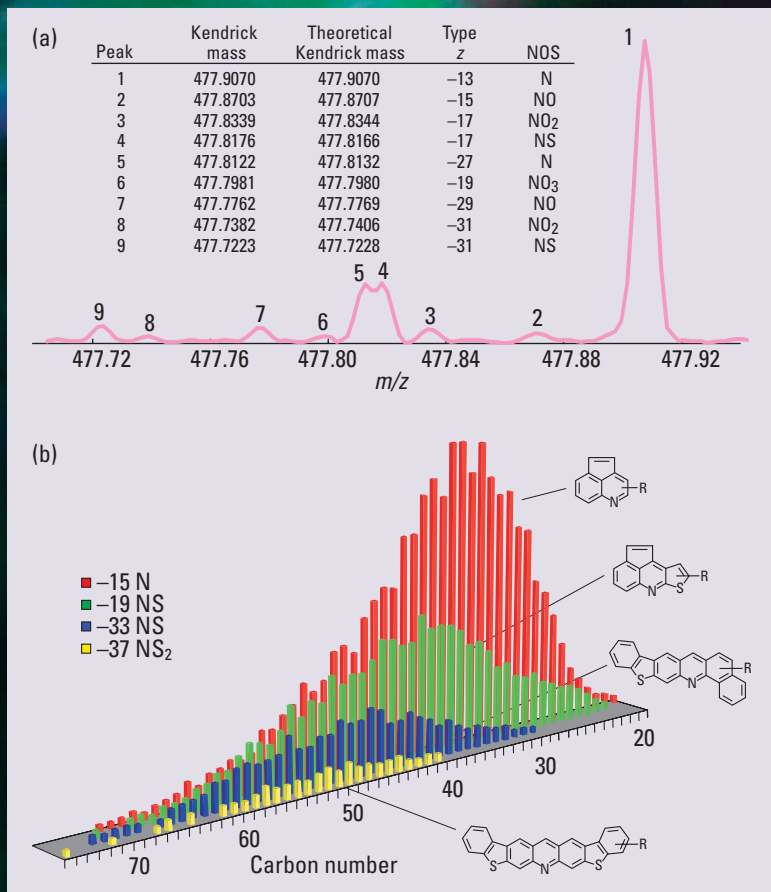 (a)
Peak Kendrick mass Theoretical Kendrick mass Type z NOS
1 477.9070 477.9070 –13 N
2 477.8703 477.8707 –15 NO
3 477.8339 477.8344 –17 NO₂
4 477.8176 477.8166 –17 NS
5 477.8122 477.8132 –27 N
6 477.7981 477.7980 –19 NO₃
7 477.7762 477.7769 –29 NO
8 477.7382 477.7406 –31 NO₂
9 477.7223 477.7228 –31 NS
1
5 4
9 8 7 6 3 2
477.72 477.76 477.80 477.84 477.88 477.92
m/z
(b)
N R
–15 N
–19 NS
–33 NS
–37 NS₂
N S R
S N R
20
30
40
50
60
70
Carbon number
S N S R